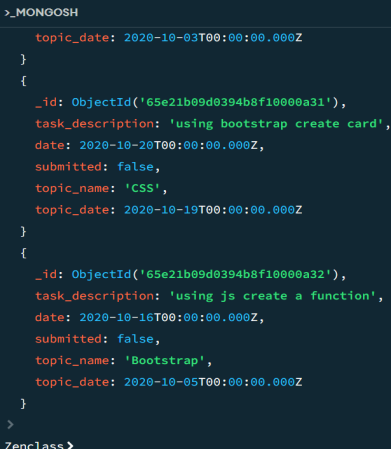 >_MONGOSH
topic_date: 2020-10-03T00:00:00.000Z
}
{
_id: ObjectId('65e21b09d0394b8f10000a31'),
task_description: 'using bootstrap create card',
date: 2020-10-20T00:00:00.000Z,
submitted: false,
topic_name: 'CSS',
topic_date: 2020-10-19T00:00:00.000Z
}
{
_id: ObjectId('65e21b09d0394b8f10000a32'),
task_description: 'using js create a function',
date: 2020-10-16T00:00:00.000Z,
submitted: false,
topic_name: 'Bootstrap',
topic_date: 2020-10-05T00:00:00.000Z
}
>
Zenclass>